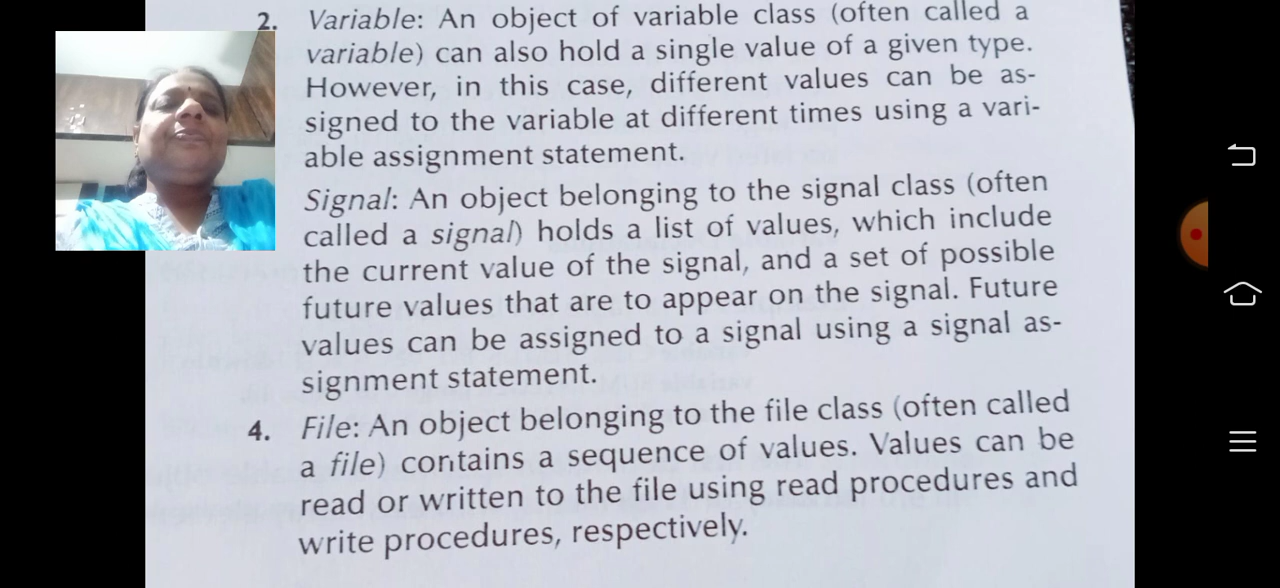 2. Variable: An object of variable class (often called a
variable) can also hold a single value of a given type.
However, in this case, different values can be as-
signed to the variable at different times using a vari-
able assignment statement.
Signal: An object belonging to the signal class (often
called a signal) holds a list of values, which include
the current value of the signal, and a set of possible
future values that are to appear on the signal. Future
values can be assigned to a signal using a signal as-
signment statement.
4. File: An object belonging to the file class (often called
a file) contains a sequence of values. Values can be
read or written to the file using read procedures and
write procedures, respectively.